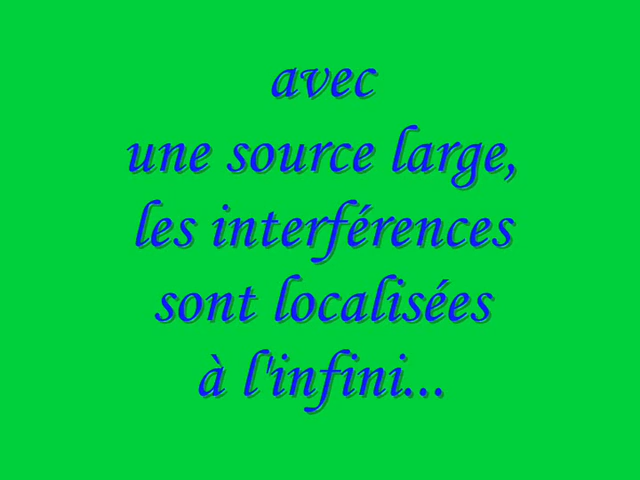 avec
une source large,
les interférences
sont localisées
à l'infini...